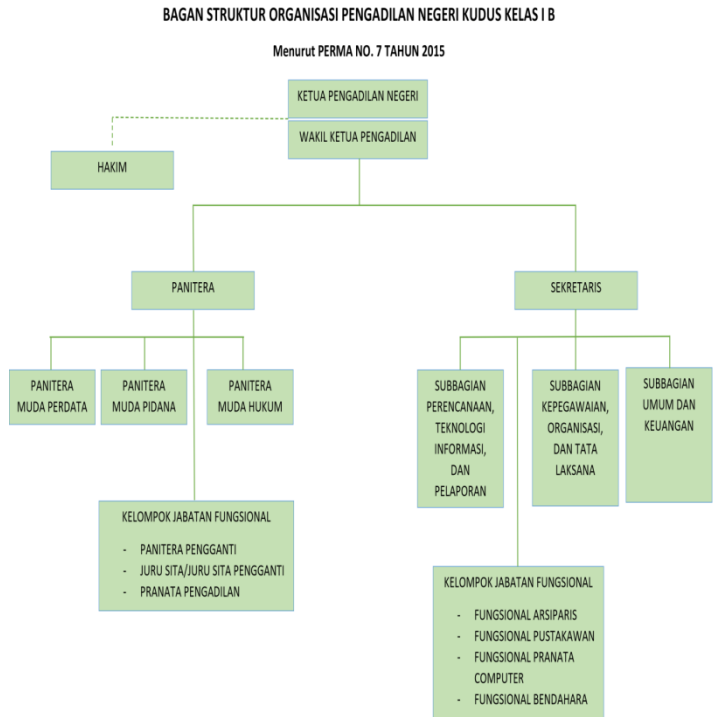 BAGAN STRUKTUR ORGANISASI PENGADILAN NEGERI KUDUS KELAS I B
Menurut PERMA NO. 7 TAHUN 2015
KETUA PENGADILAN NEGERI
WAKIL KETUA PENGADILAN
HAKIM
PANITERA
SEKRETARIS
PANITERA
MUDA PERDATA
PANITERA
MUDA PIDANA
PANITERA
MUDA HUKUM
SUBBAGIAN
PERENCANAAN,
TEKNOLOGI
INFORMASI,
DAN
PELAPORAN
SUBBAGIAN
KEPEGAWAIAN,
ORGANISASI,
DAN TATA
LAKSANA
SUBBAGIAN
UMUM DAN
KEUANGAN
KELOMPOK JABATAN FUNGSIONAL
- PANITERA PENGGANTI
- JURU SITA/JURU SITA PENGGANTI
- PRANATA PENGADILAN
KELOMPOK JABATAN FUNGSIONAL
- FUNGSIONAL ARSIPARIS
- FUNGSIONAL PUSTAKAWAN
- FUNGSIONAL PRANATA
COMPUTER
- FUNGSIONAL BENDAHARA